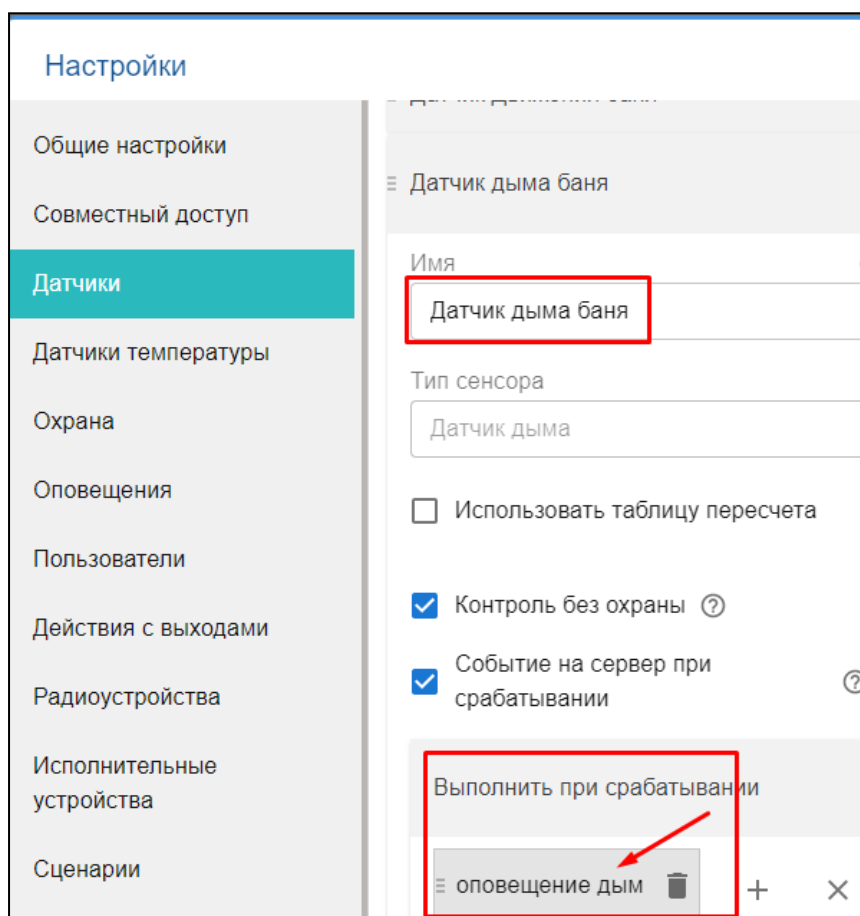 Настройки
Общие настройки
Совместный доступ
Датчики
Датчики температуры
Охрана
Оповещения
Пользователи
Действия с выходами
Радиоустройства
Исполнительные
устройства
Сценарии
Датчик дыма баня
Имя
Датчик дыма баня
Тип сенсора
Датчик дыма
Использовать таблицу пересчета
Контроль без охраны
Событие на сервер при
срабатывании
Выполнить при срабатывании
оповещение дым